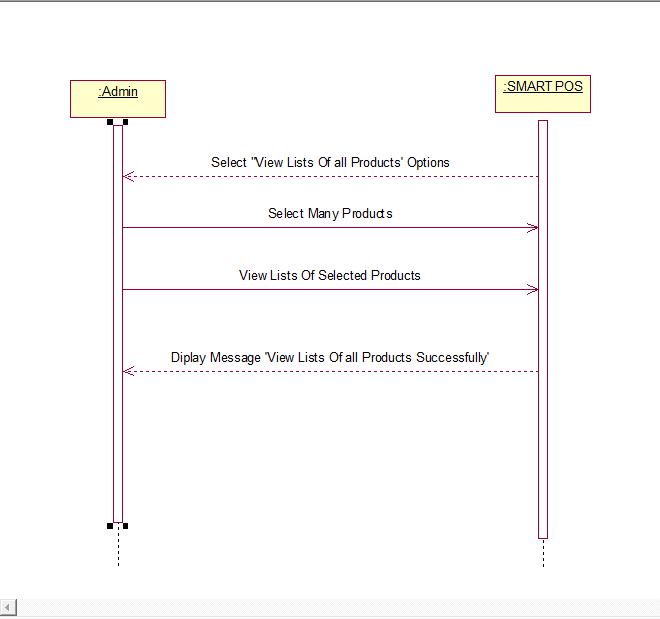 :Admin
:SMART POS
Select "View Lists Of all Products' Options
Select Many Products
View Lists Of Selected Products
Diplay Message 'View Lists Of all Products Successfully'